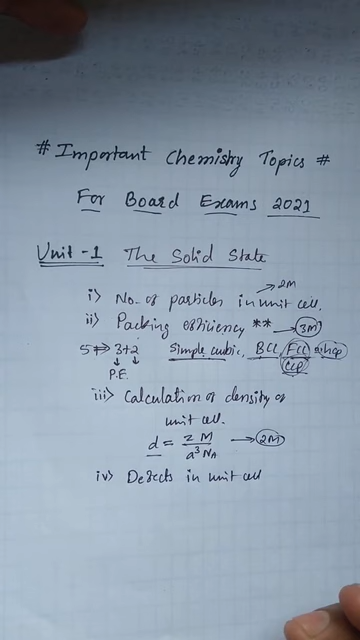 # Important Chemistry Topics #
For Board Exams 2021
Unit-1 The Solid State
i) No. of particles in unit cell. → 2M
ii) Packing efficiency ** → 3M
5 ⇒ 3+2 Simple cubic, BCC, FCC, hcp
P.E. ccp
iii) Calculation of density of
unit cell.
d = ZM / a³NA → 2M
iv) Defects in unit cell